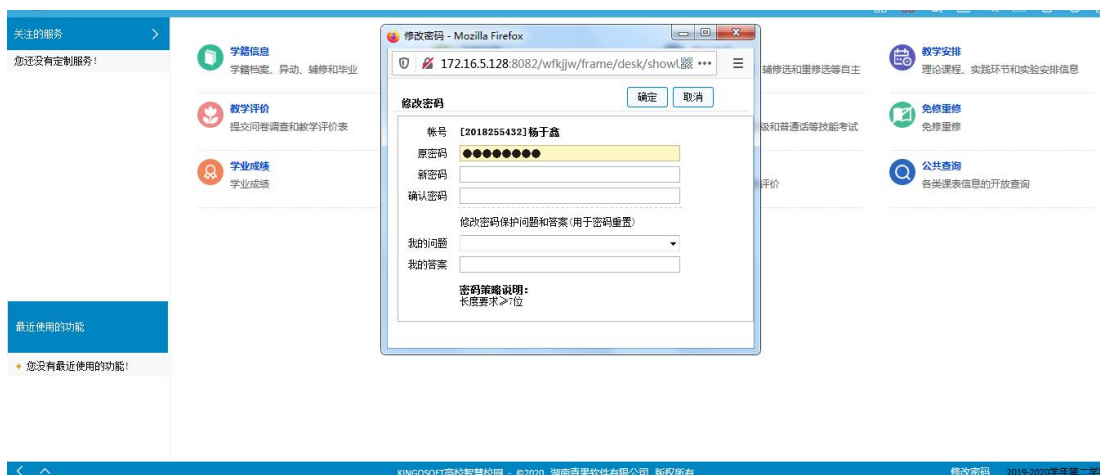 关注的服务
您还没有定制服务!
学籍信息
学籍档案、异动、辅修和毕业
教学评价
提交问卷调查和教学评价表
学业成绩
学业成绩
修改密码 - Mozilla Firefox
172.16.5.128:8082/wfkjjw/frame/desk/showU
修改密码
确定
取消
帐号 [2018255432]杨于鑫
原密码
新密码
确认密码
修改密码保护问题和答案(用于密码重置)
我的问题
我的答案
密码策略说明:
长度要求≥7位
辅修选和重修选等自主
级和普通话等技能考试
评价
教学安排
理论课程、实践环节和实验安排信息
免修重修
免修重修
公共查询
各类课表信息的开放查询
最近使用的功能
您没有最近使用的功能!
KINGOSOFT高校智慧校园 - ©2020 湖南青果软件有限公司 版权所有
修改密码
2019-2020学年第二学